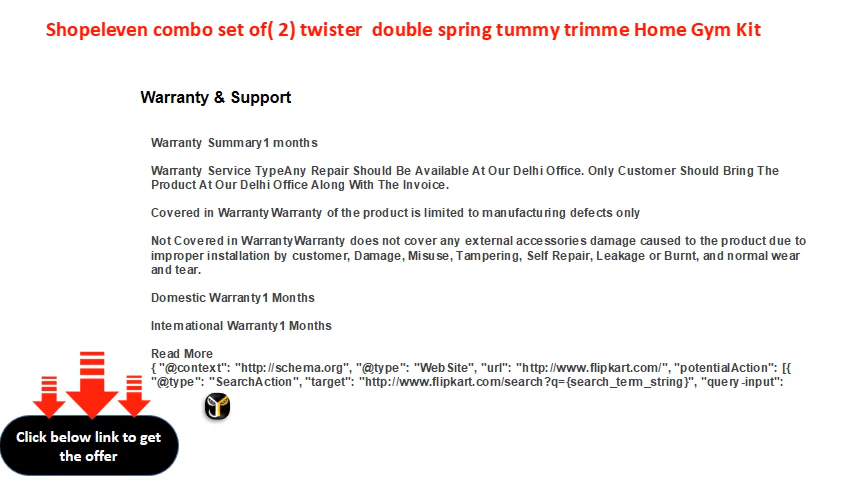 Shopeleven combo set of( 2) twister  double spring tummy trimme Home Gym Kit
Warranty & Support
Warranty Summary1 months
Warranty Service TypeAny Repair Should Be Available At Our Delhi Office. Only Customer Should Bring The
Product At Our Delhi Office Along With The Invoice.
Covered in WarrantyWarranty of the product is limited to manufacturing defects only
Not Covered in WarrantyWarranty does not cover any external accessories damage caused to the product due to
improper installation by customer, Damage, Misuse, Tampering, Self Repair, Leakage or Burnt, and normal wear
and tear.
Domestic Warranty1 Months
International Warranty1 Months
Read More
{ "@context": "http://schema.org", "@type": "WebSite", "url": "http://www.flipkart.com/", "potentialAction": [{
"@type": "SearchAction", "target": "http://www.flipkart.com/search?q={search_term_string}", "query-input":
Click below link to get
the offer